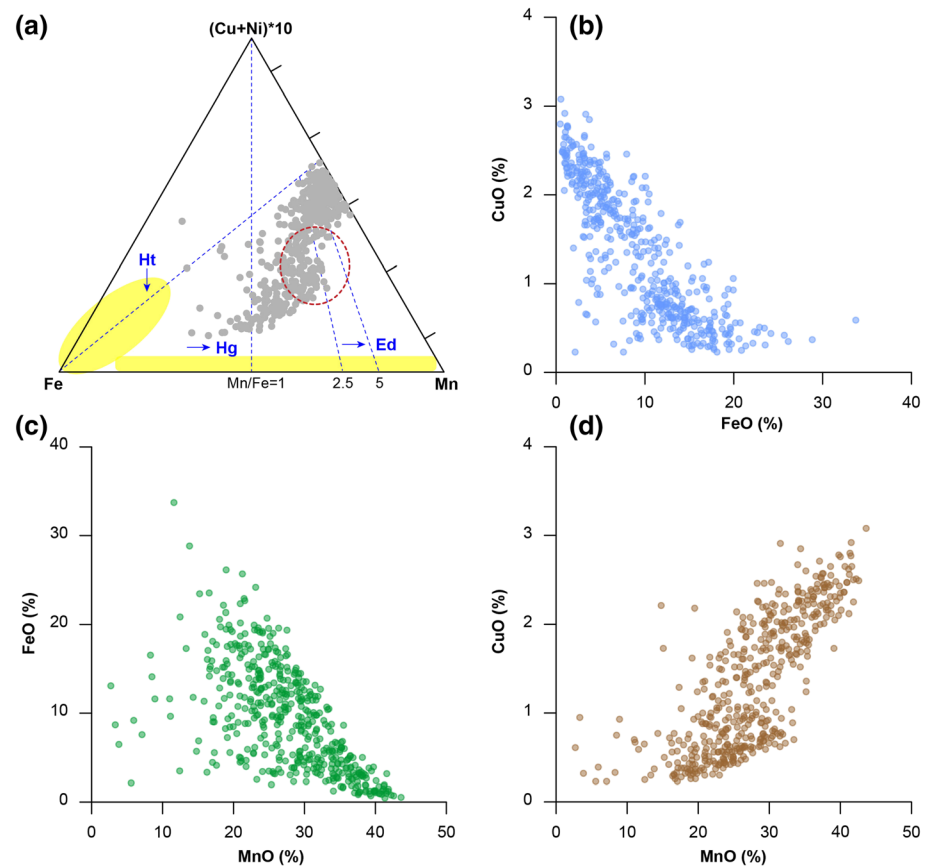 (a)
(Cu+Ni)*10
Ht
Hg
Ed
Fe
Mn/Fe=1
2.5
5
Mn
(b)
CuO (%)
4
3
2
1
0
0 10 20 30 40
FeO (%)
(c)
FeO (%)
40
30
20
10
0
0 10 20 30 40 50
MnO (%)
(d)
CuO (%)
4
3
2
1
0
0 10 20 30 40 50
MnO (%)